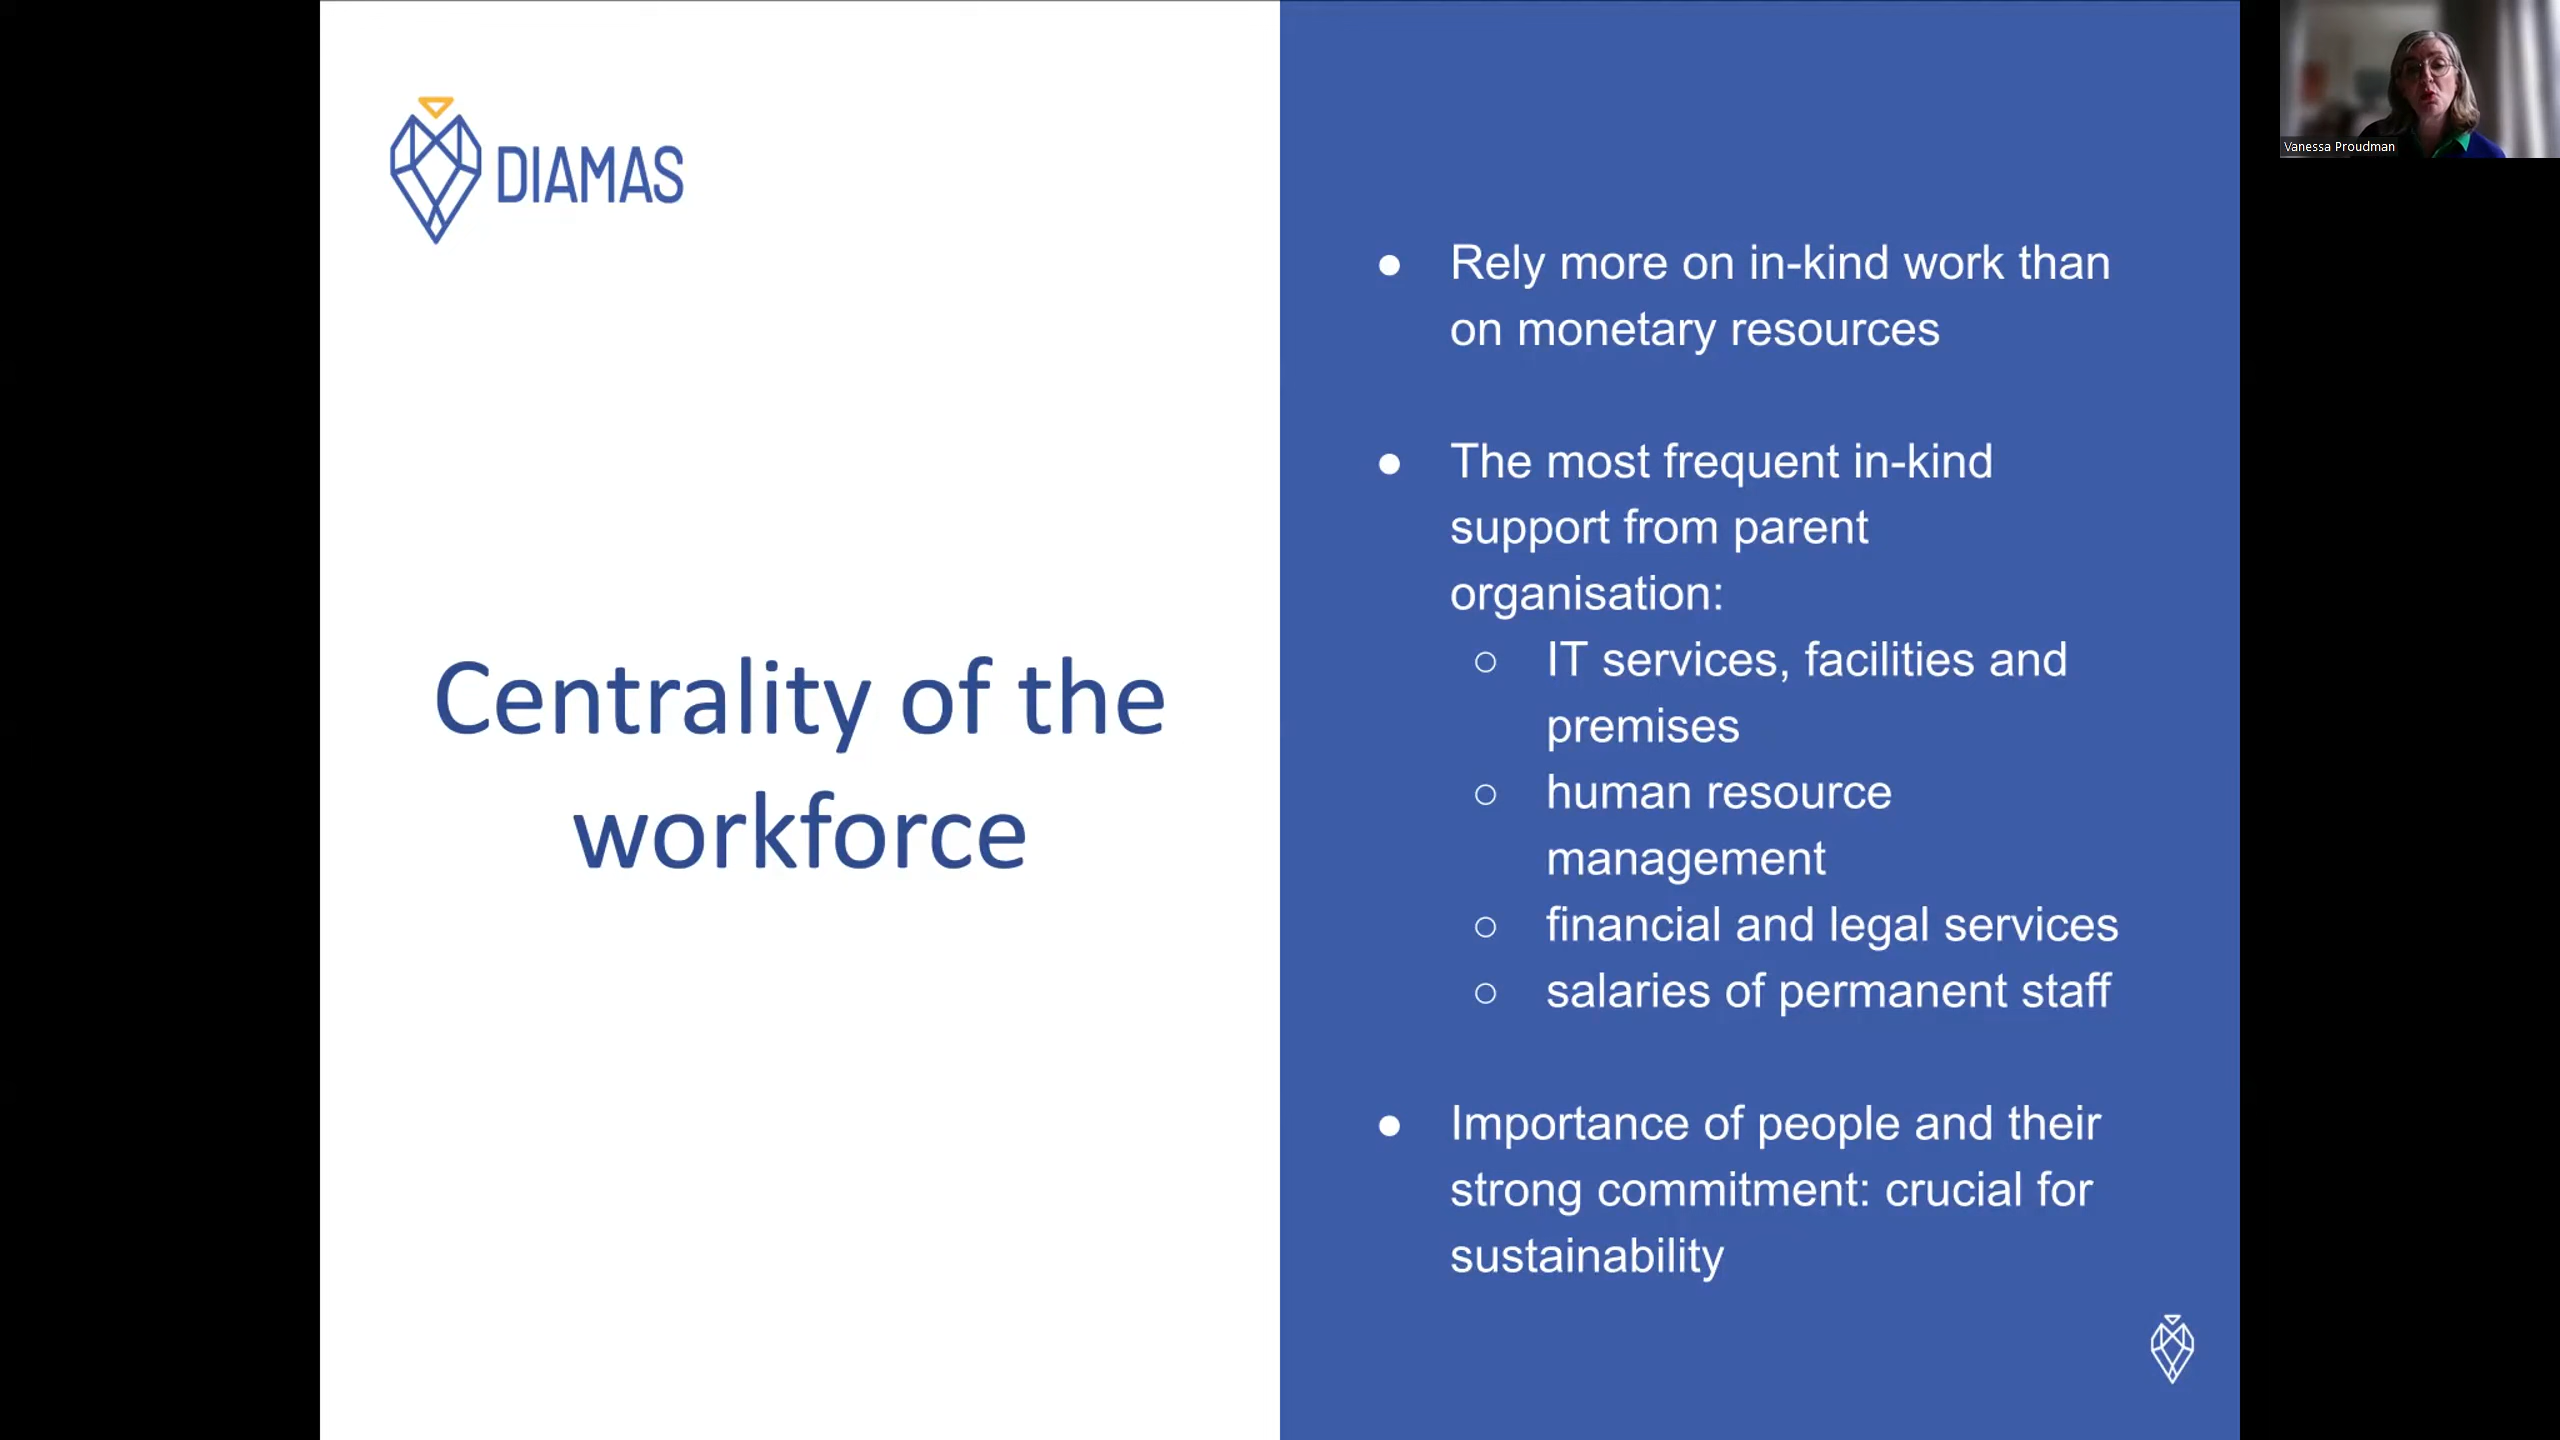 DIAMAS
Centrality of the
workforce
● Rely more on in-kind work than
on monetary resources
● The most frequent in-kind
support from parent
organisation:
○ IT services, facilities and
premises
○ human resource
management
○ financial and legal services
○ salaries of permanent staff
● Importance of people and their
strong commitment: crucial for
sustainability
Vanessa Proudman